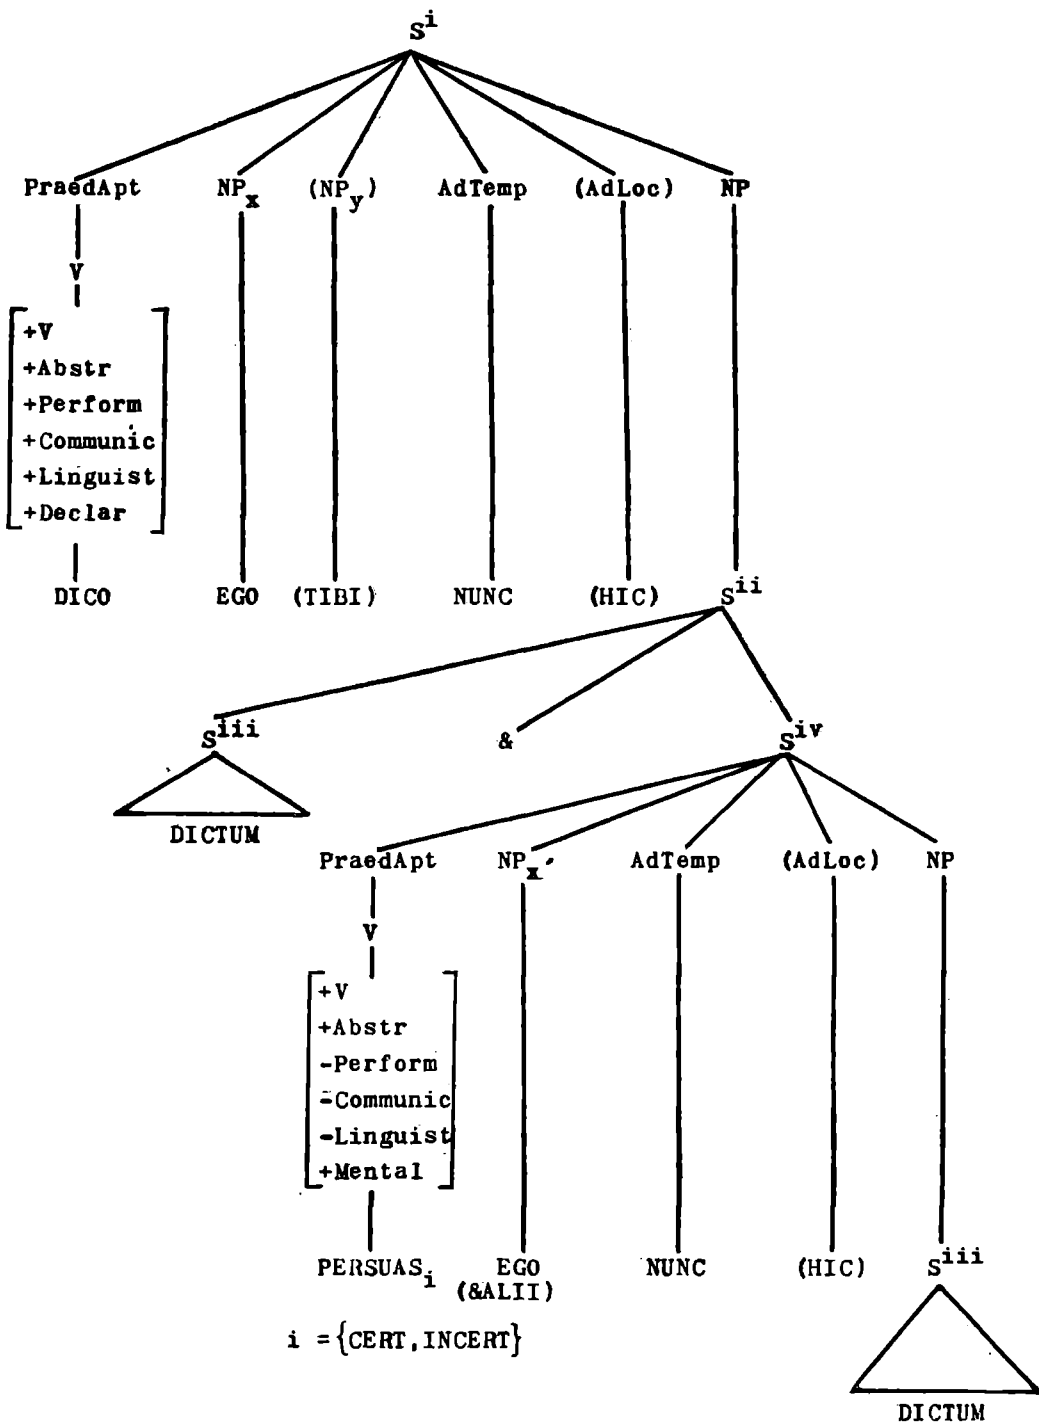 S^i
PraedApt NP_x (NP_y) AdTemp (AdLoc) NP
V
+V
+Abstr
+Perform
+Communic
+Linguist
+Declar
DICO EGO (TIBI) NUNC (HIC) S^ii
S^iii & S^iv
DICTUM
PraedApt NP_x' AdTemp (AdLoc) NP
V
+V
+Abstr
-Perform
-Communic
-Linguist
+Mental
PERSUAS_i EGO NUNC (HIC) S^iii
(&ALII)
i ={CERT,INCERT}
DICTUM